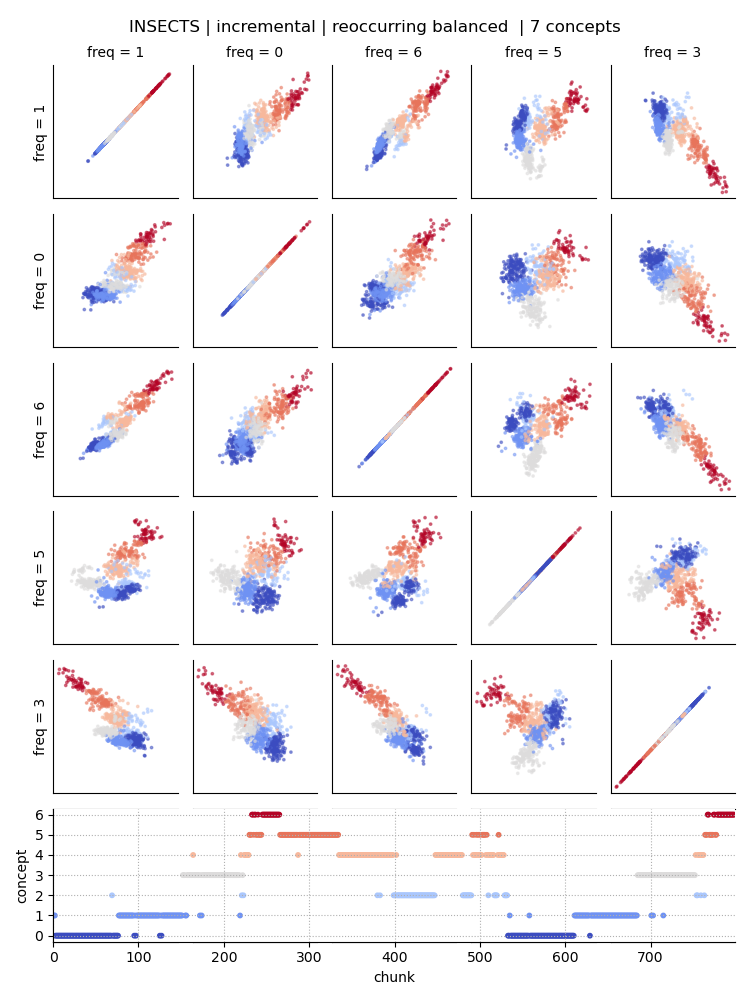 INSECTS | incremental | reoccurring balanced | 7 concepts
freq = 1 freq = 0 freq = 6 freq = 5 freq = 3
freq = 1
freq = 0
freq = 6
freq = 5
freq = 3
6
5
4
3
2
1
0
concept
0 100 200 300 400 500 600 700
chunk